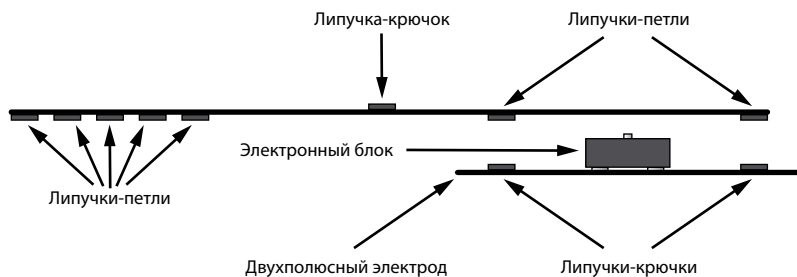 Липучка-крючок
Липучки-петли
Электронный блок
Липучки-петли
Двухполюсный электрод
Липучки-крючки